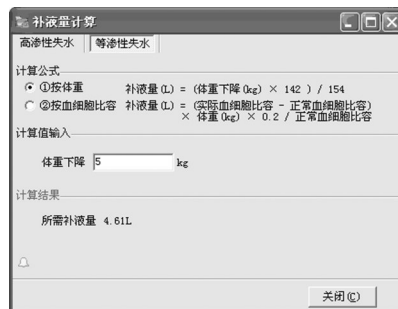 补液量计算
高渗性失水 等渗性失水
计算公式
①按体重 补液量(L) = (体重下降(kg) × 142 ) / 154
②按血细胞比容 补液量(L) = (实际血细胞比容 - 正常血细胞比容)
× 体重(kg) × 0.2 / 正常血细胞比容
计算值输入
体重下降 5 kg
计算结果
所需补液量 4.61L
关闭(C)